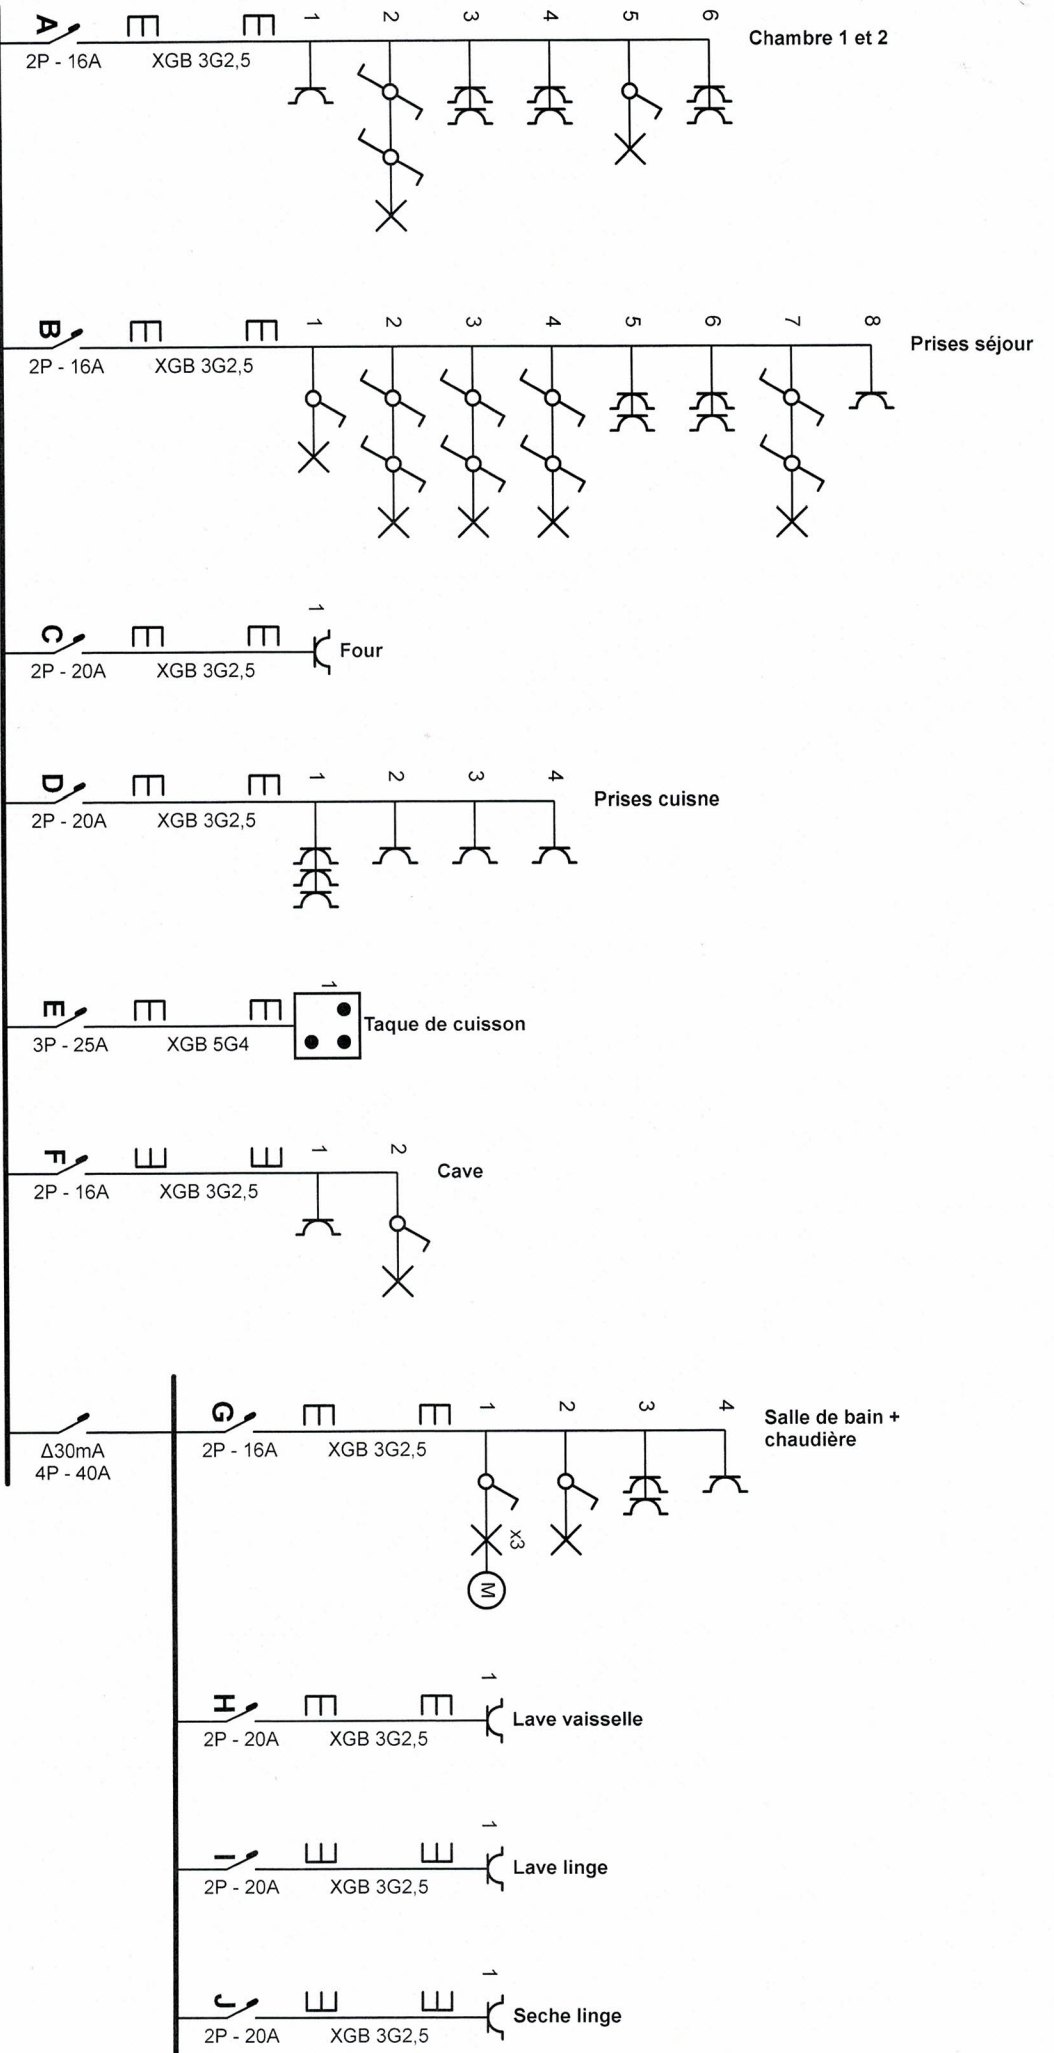 A
1 2 3 4 5 6
Chambre 1 et 2
2P - 16A
XGB 3G2,5
B
1 2 3 4 5 6 7 8
Prises séjour
2P - 16A
XGB 3G2,5
C
1
Four
2P - 20A
XGB 3G2,5
D
1 2 3 4
Prises cuisne
2P - 20A
XGB 3G2,5
E
1
Taque de cuisson
3P - 25A
XGB 5G4
F
1 2
Cave
2P - 16A
XGB 3G2,5
Δ30mA
4P - 40A
G
1 2 3 4
Salle de bain +
chaudière
2P - 16A
XGB 3G2,5
x3
M
H
1
Lave vaisselle
2P - 20A
XGB 3G2,5
I
1
Lave linge
2P - 20A
XGB 3G2,5
J
1
Seche linge
2P - 20A
XGB 3G2,5